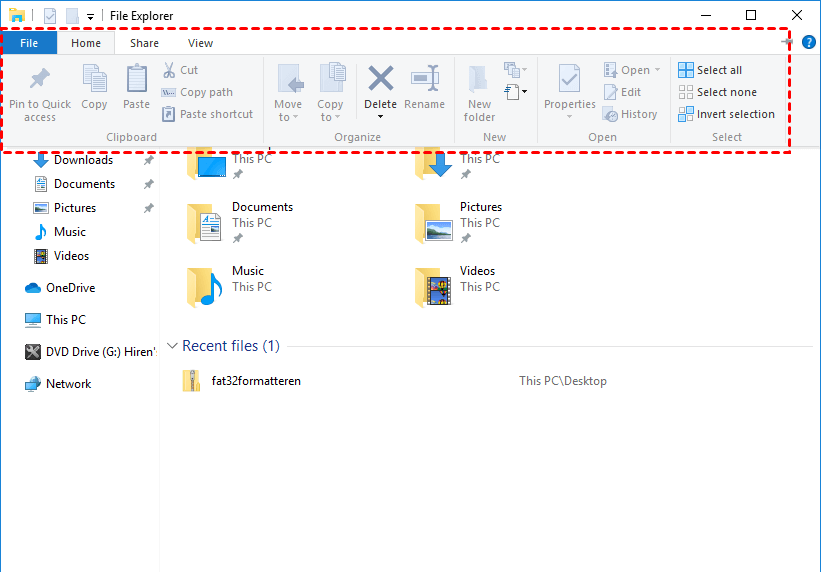 File Explorer
File Home Share View
Pin to Quick access
Copy
Paste
Cut
Copy path
Paste shortcut
Clipboard
Move to
Copy to
Delete
Rename
Organize
New folder
New
Properties
Open
Edit
History
Open
Select all
Select none
Invert selection
Select
Downloads
Documents
Pictures
Music
Videos
OneDrive
This PC
DVD Drive (G:) Hiren'
Network
This PC
This PC
Documents
This PC
Pictures
This PC
Music
This PC
Videos
This PC
Recent files (1)
fat32formatteren This PC\Desktop